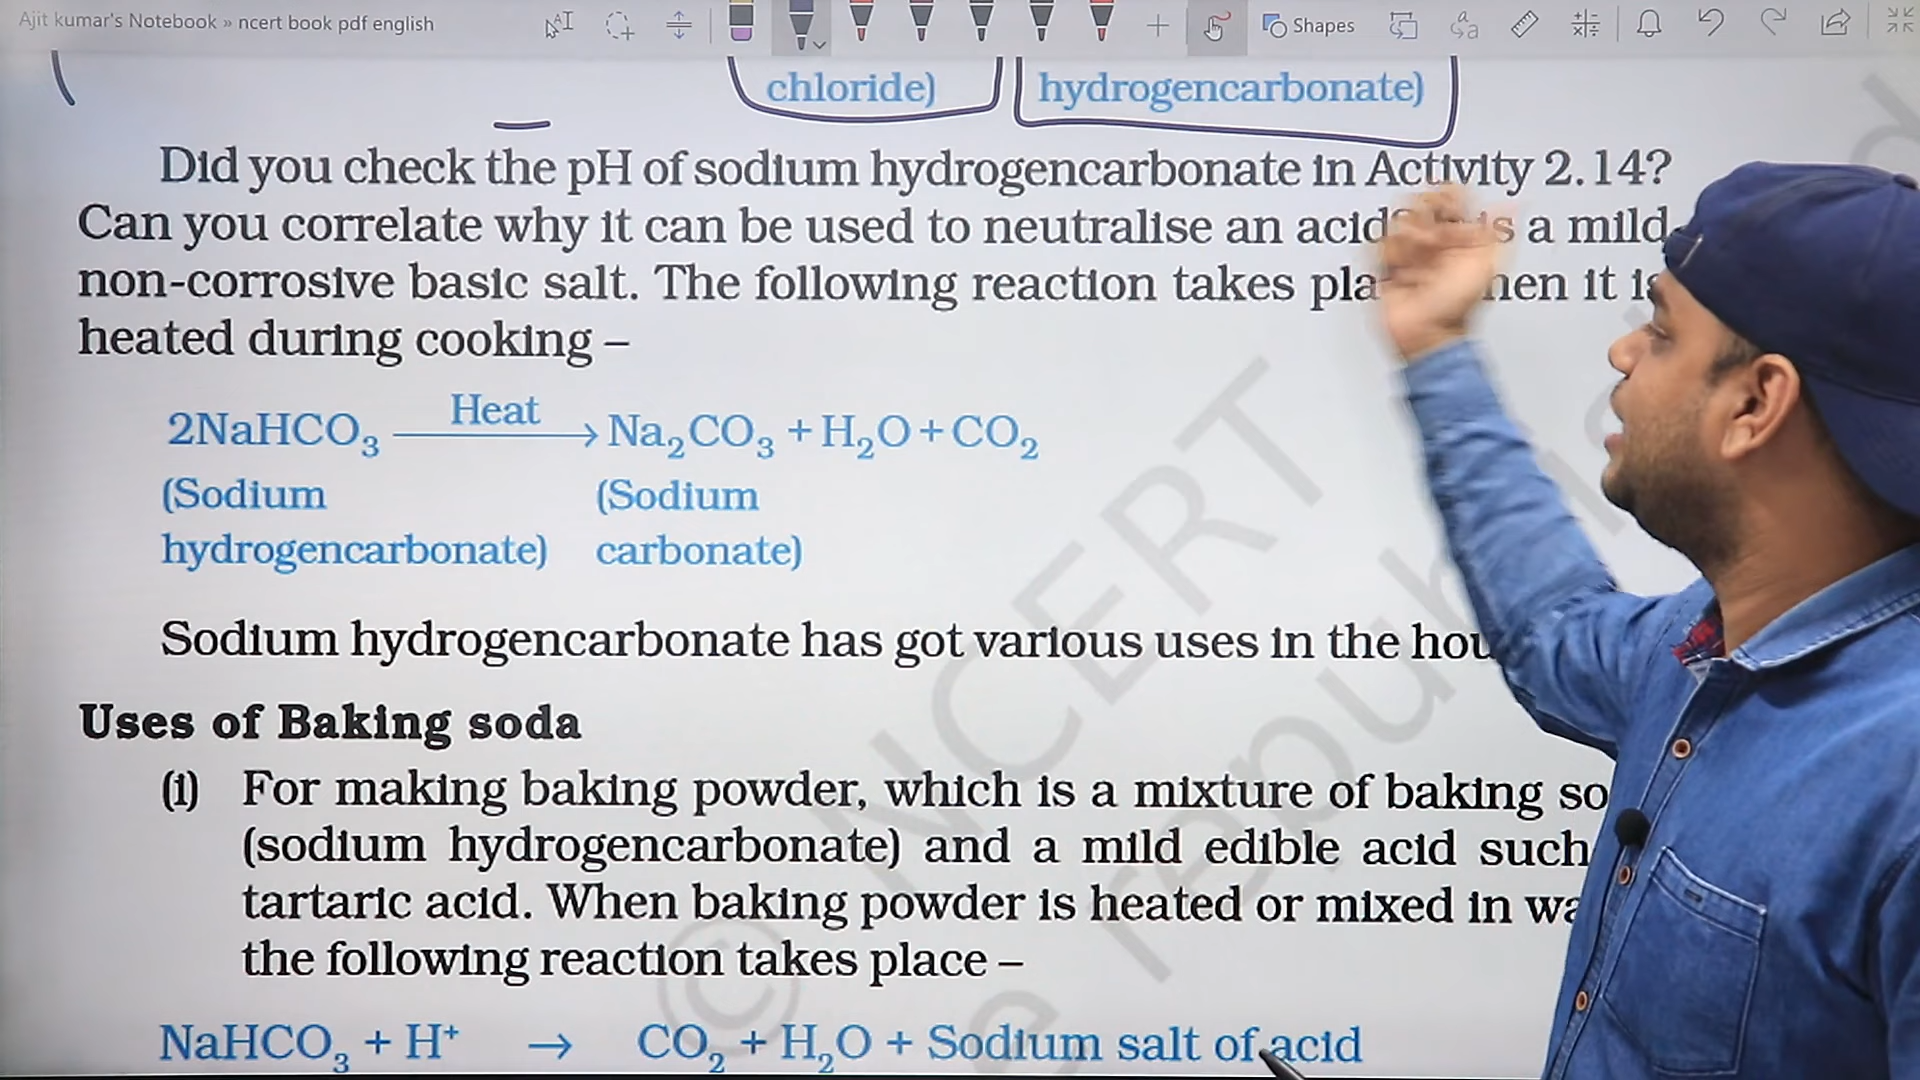 Ajit kumar's Notebook » ncert book pdf english
Shapes
chloride) hydrogencarbonate)
Did you check the pH of sodium hydrogencarbonate in Activity 2.14?
Can you correlate why it can be used to neutralise an acid is a mild
non-corrosive basic salt. The following reaction takes it
heated during cooking –
2NaHCO₃ Heat → Na₂CO₃ + H₂O + CO₂
(Sodium (Sodium
hydrogencarbonate) carbonate)
Sodium hydrogencarbonate has got various uses in the
Uses of Baking soda
(i) For making baking powder, which is a mixture of baking
(sodium hydrogencarbonate) and a mild edible acid such
tartaric acid. When baking powder is heated or mixed in
the following reaction takes place –
NaHCO₃ + H⁺ → CO₂ + H₂O + Sodium salt of acid
© NCERT